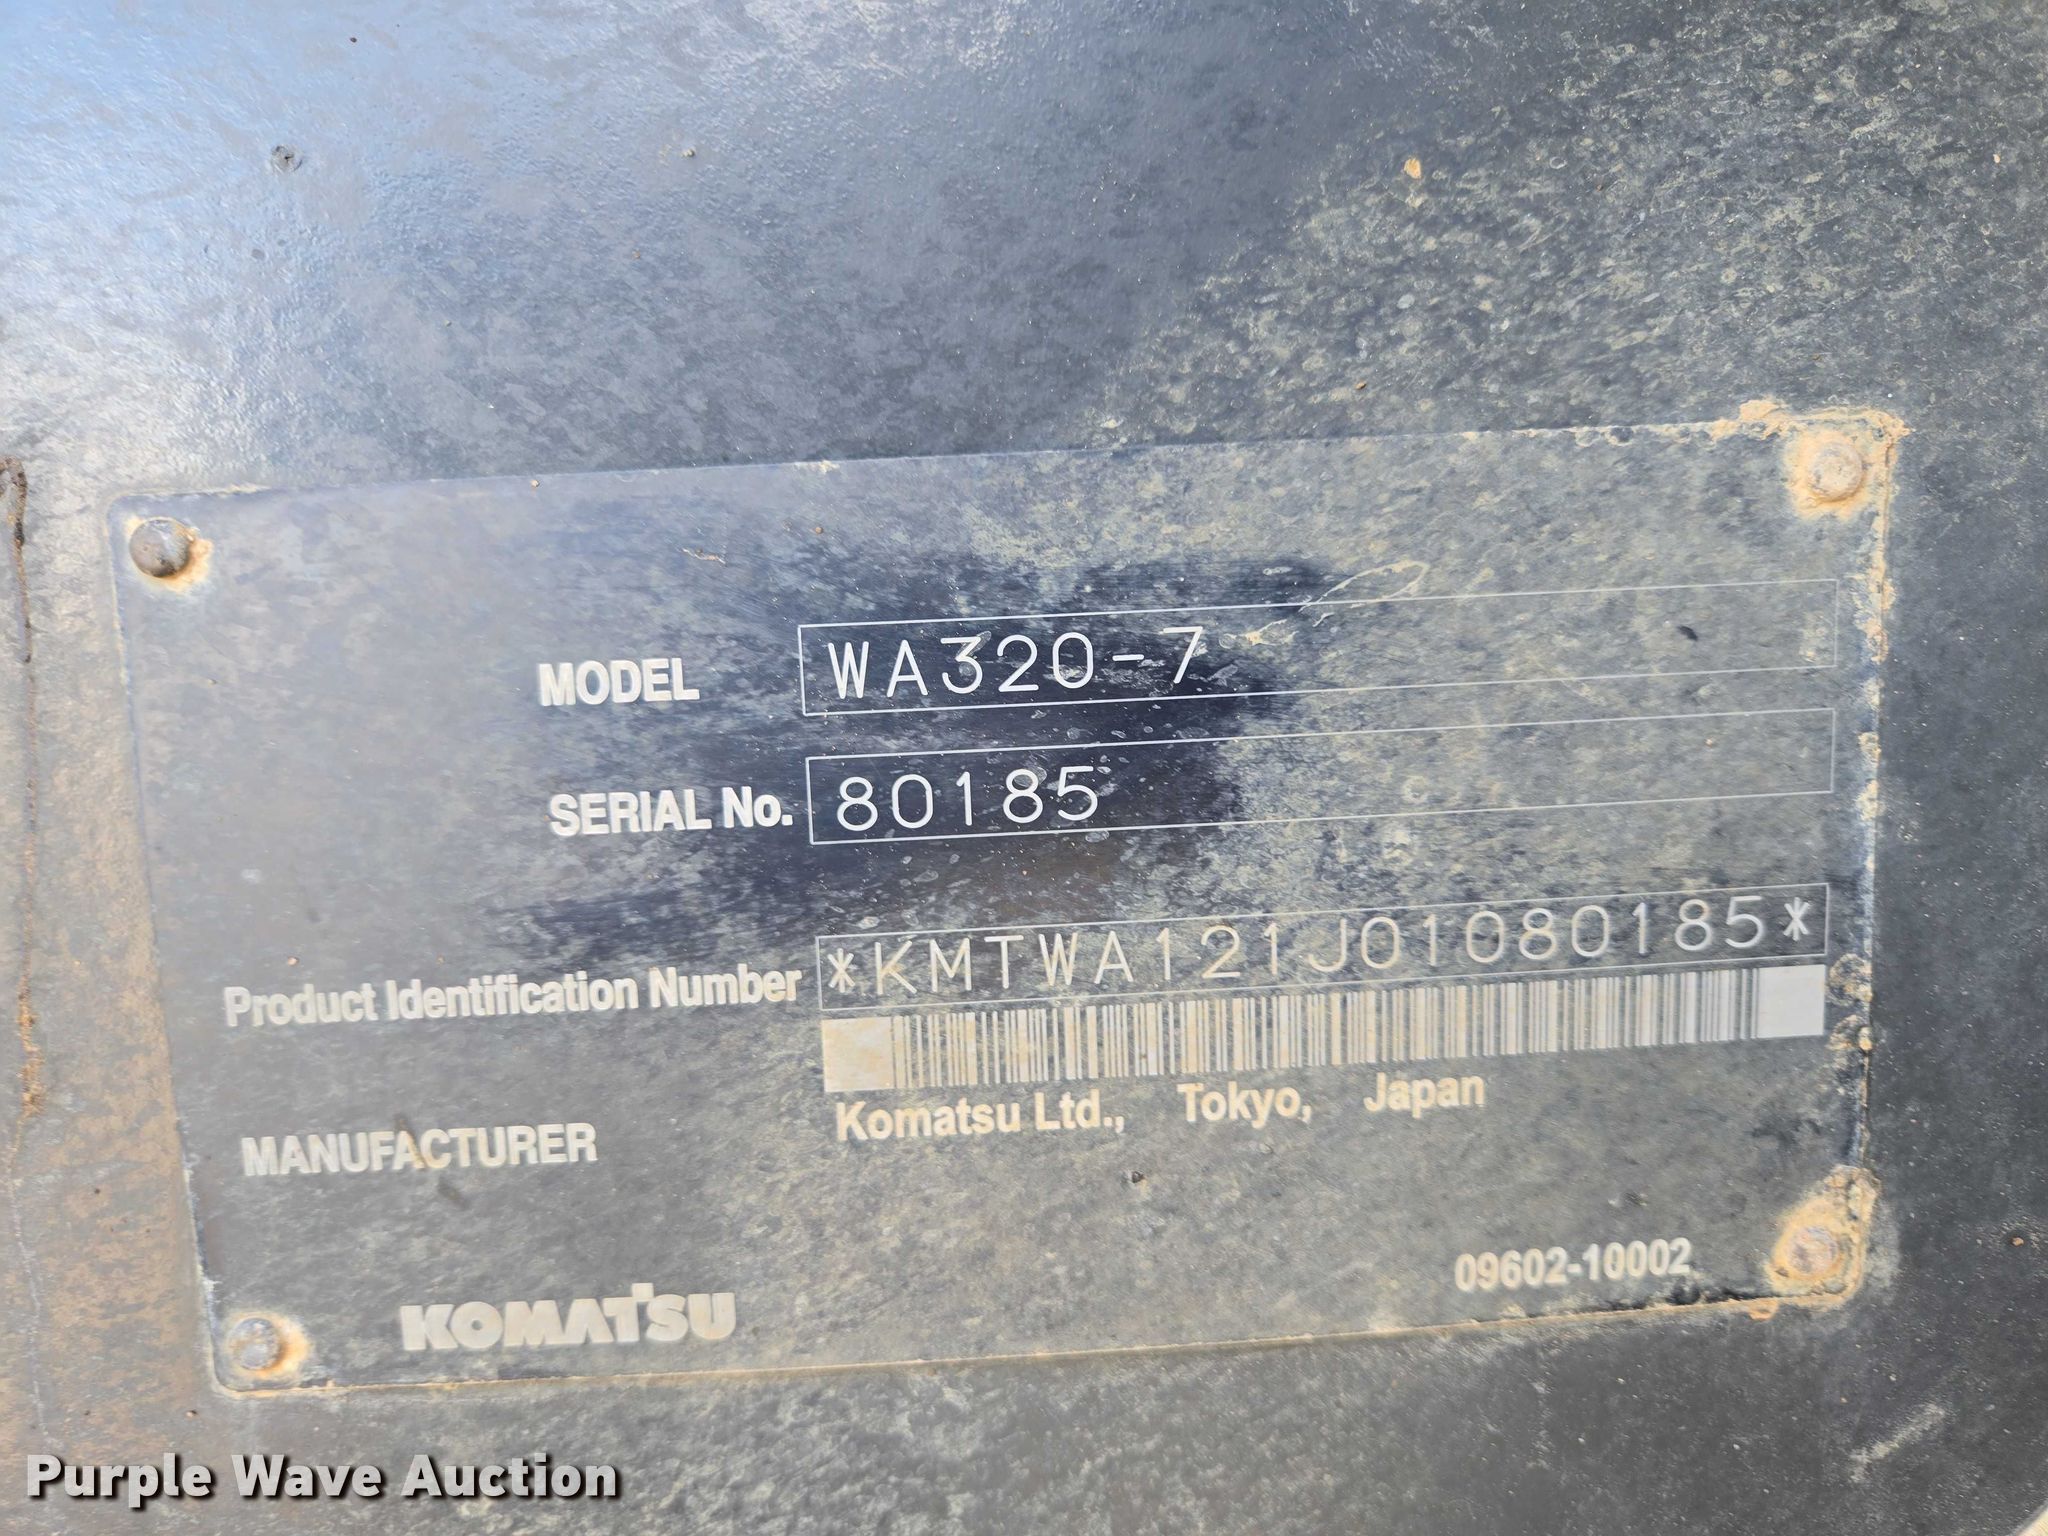 MODEL WA320-7
SERIAL No. 80185
Product Identification Number *KMTWA121J01080185*
MANUFACTURER Komatsu Ltd., Tokyo, Japan
KOMATSU 09602-10002
Purple Wave Auction